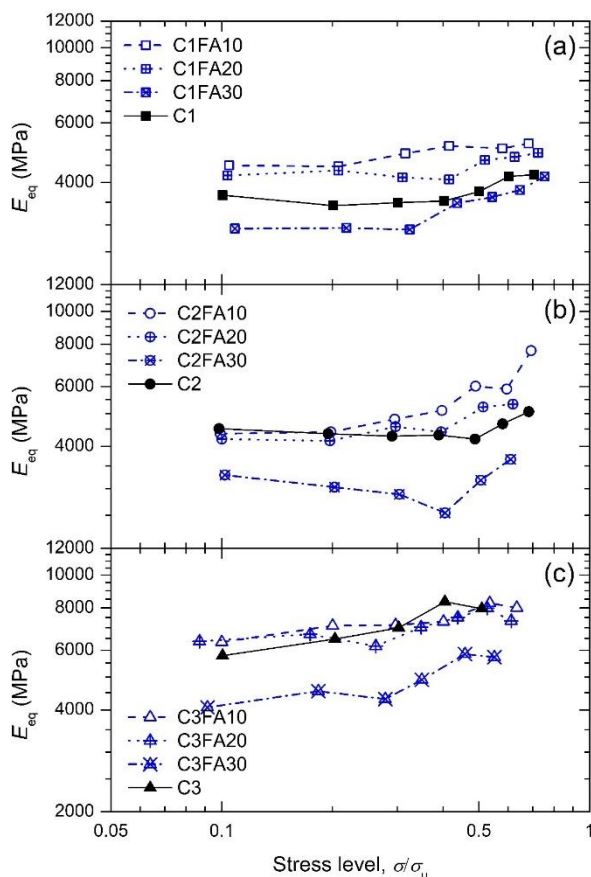 12000
(a)
C1FA10
C1FA20
C1FA30
C1
8000
6000
4000
E_eq (MPa)
12000
10000
(b)
C2FA10
C2FA20
C2FA30
C2
8000
6000
4000
E_eq (MPa)
12000
10000
(c)
8000
6000
4000
E_eq (MPa)
C3FA10
C3FA20
C3FA30
C3
2000
0.05 0.1 0.5 1
Stress level, σ/σ_u